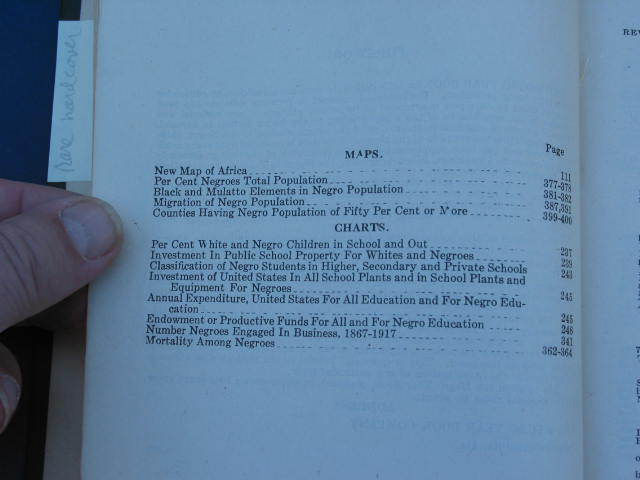 rare hardcover
REV
MAPS.
Page
New Map of Africa 111
Per Cent Negroes Total Population 377-378
Black and Mulatto Elements in Negro Population 381-382
Migration of Negro Population 387,391
Counties Having Negro Population of Fifty Per Cent or More 399-400
CHARTS.
Per Cent White and Negro Children in School and Out 237
Investment In Public School Property For Whites and Negroes 239
Classification of Negro Students in Higher, Secondary and Private Schools 243
Investment of United States In All School Plants and in School Plants and
Equipment For Negroes 245
Annual Expenditure, United States For All Education and For Negro Edu-
cation 245
Endowment or Productive Funds For All and For Negro Education 246
Number Negroes Engaged In Business, 1867-1917 341
Mortality Among Negroes 362-364